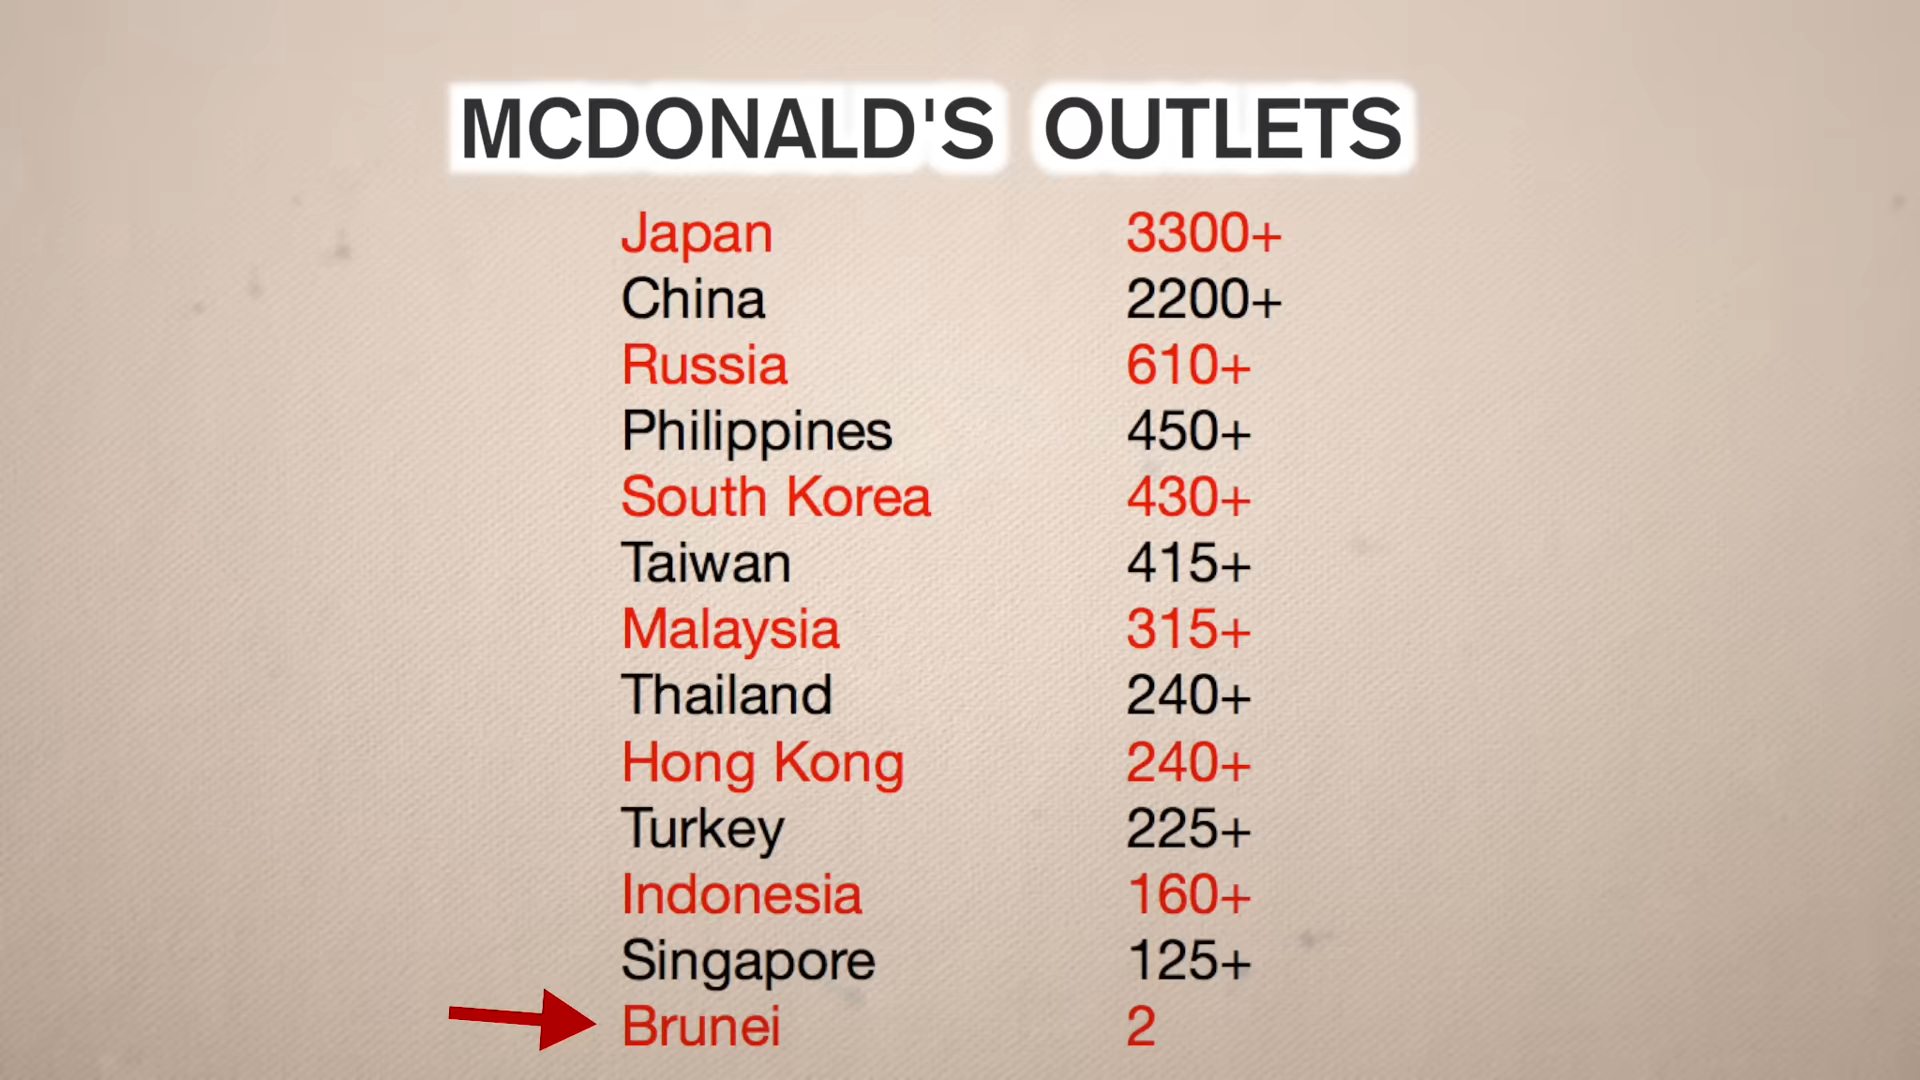 MCDONALD'S OUTLETS
Japan 3300+
China 2200+
Russia 610+
Philippines 450+
South Korea 430+
Taiwan 415+
Malaysia 315+
Thailand 240+
Hong Kong 240+
Turkey 225+
Indonesia 160+
Singapore 125+
Brunei 2